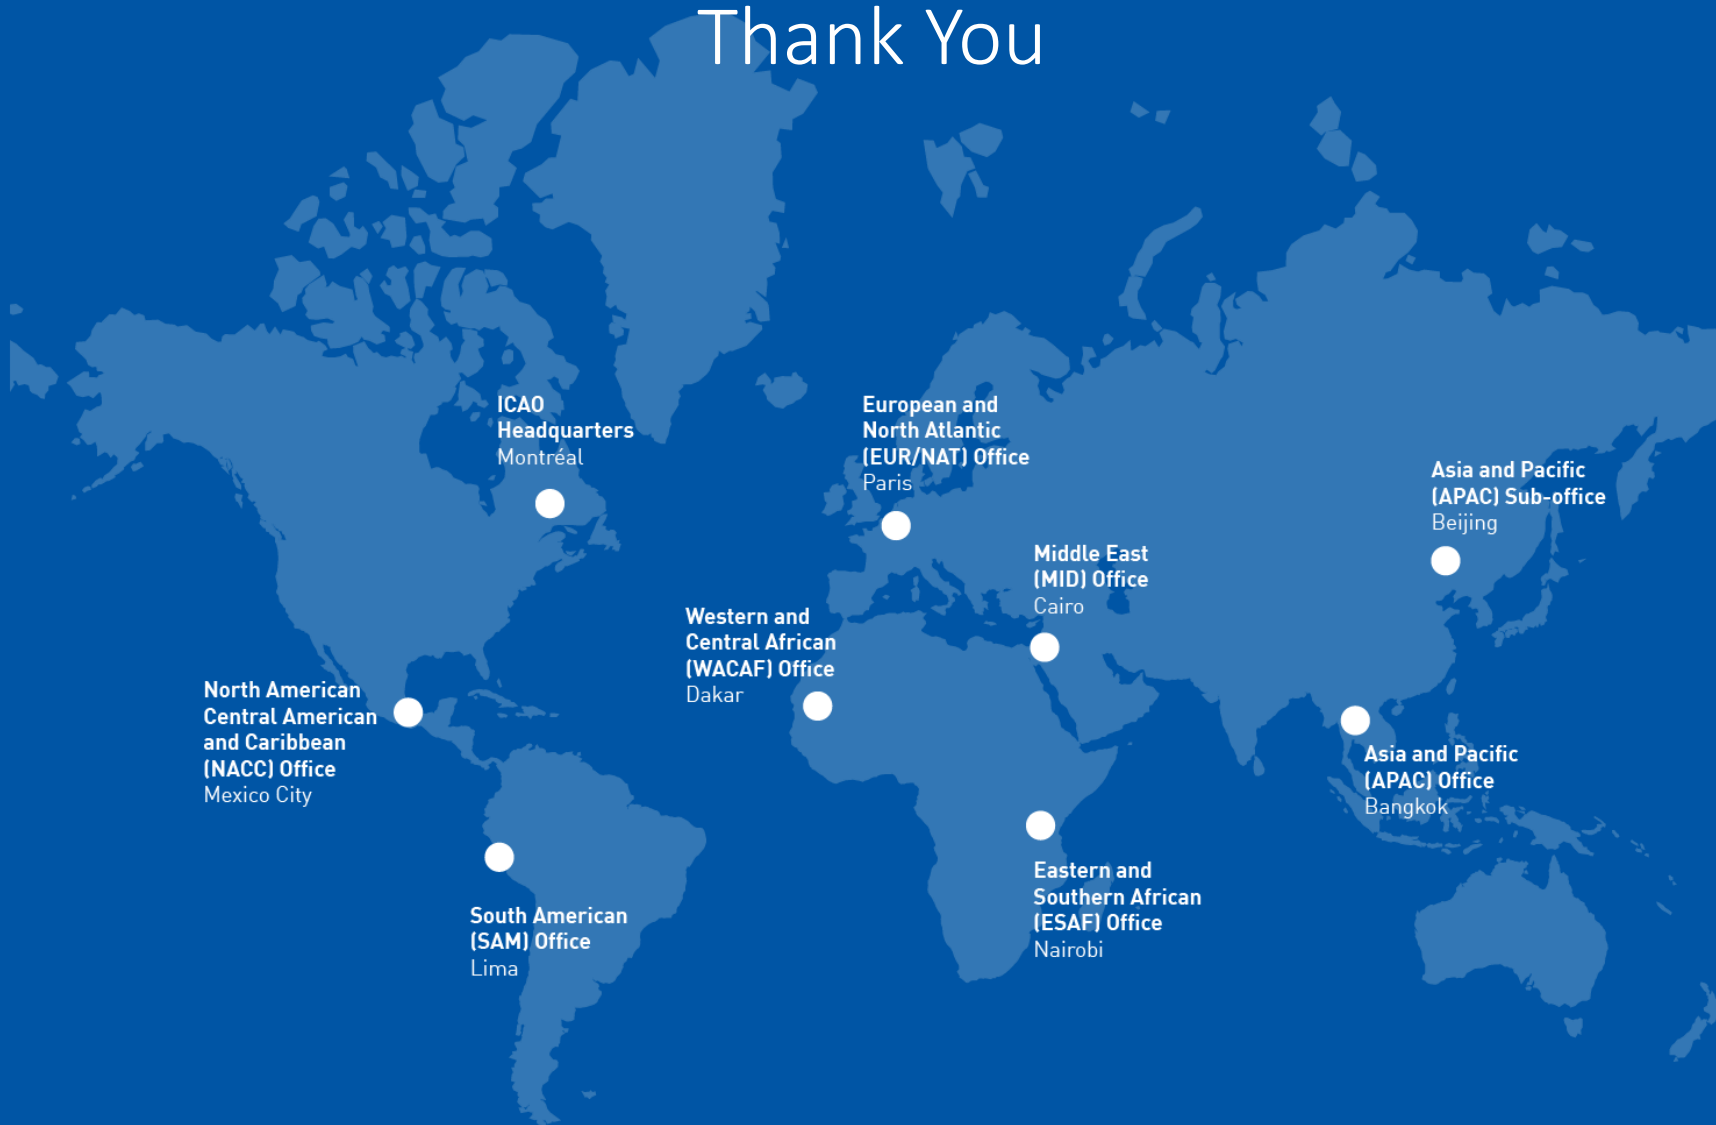 Thank You
ICAO
Headquarters
Montréal
European and
North Atlantic
(EUR/NAT) Office
Paris
Asia and Pacific
(APAC) Sub-office
Beijing
Middle East
(MID) Office
Cairo
Western and
Central African
(WACAF) Office
Dakar
North American
Central American
and Caribbean
(NACC) Office
Mexico City
Asia and Pacific
(APAC) Office
Bangkok
Eastern and
Southern African
(ESAF) Office
Nairobi
South American
(SAM) Office
Lima